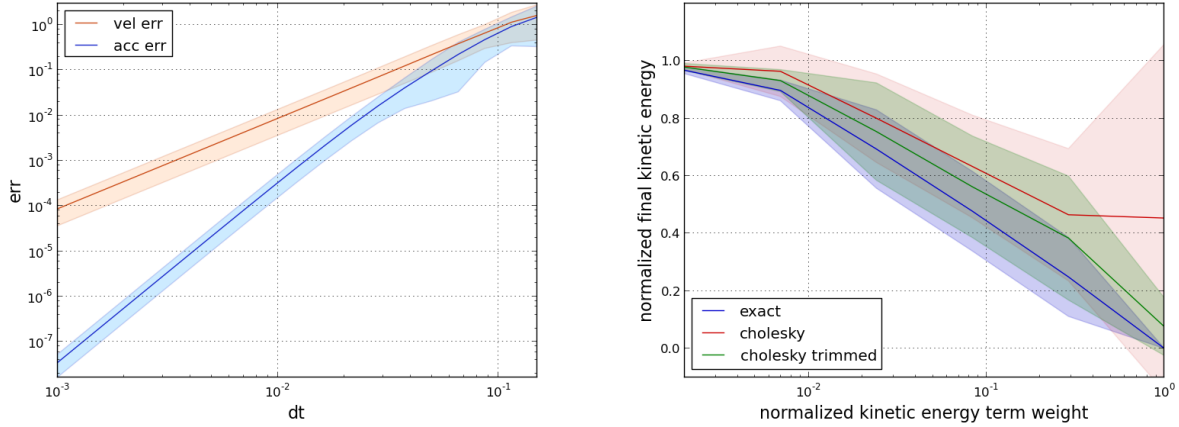 vel err
acc err
10^0
10^-1
10^-2
10^-3
10^-4
10^-5
10^-6
10^-7
err
10^-3
10^-2
10^-1
dt
1.0
0.8
0.6
0.4
0.2
0.0
normalized final kinetic energy
exact
cholesky
cholesky trimmed
10^-2
10^-1
10^0
normalized kinetic energy term weight